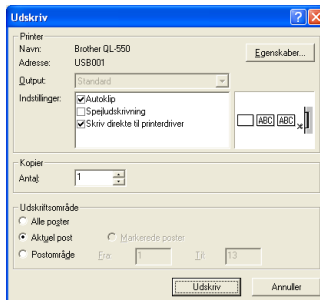 Udskriv
Printer
Navn: Brother QL-550
Egenskaber...
Adresse: USB001
Output: Standard
Indstillinger: Autoklip
Spejludskrivning
Skriv direkte til printerdriver
ABC ABC
Kopier
Antal: 1
Udskriftsområde
Alle poster
Aktuel post Markerede poster
Postområde Fra: 1 Til: 13
Udskriv Annuller